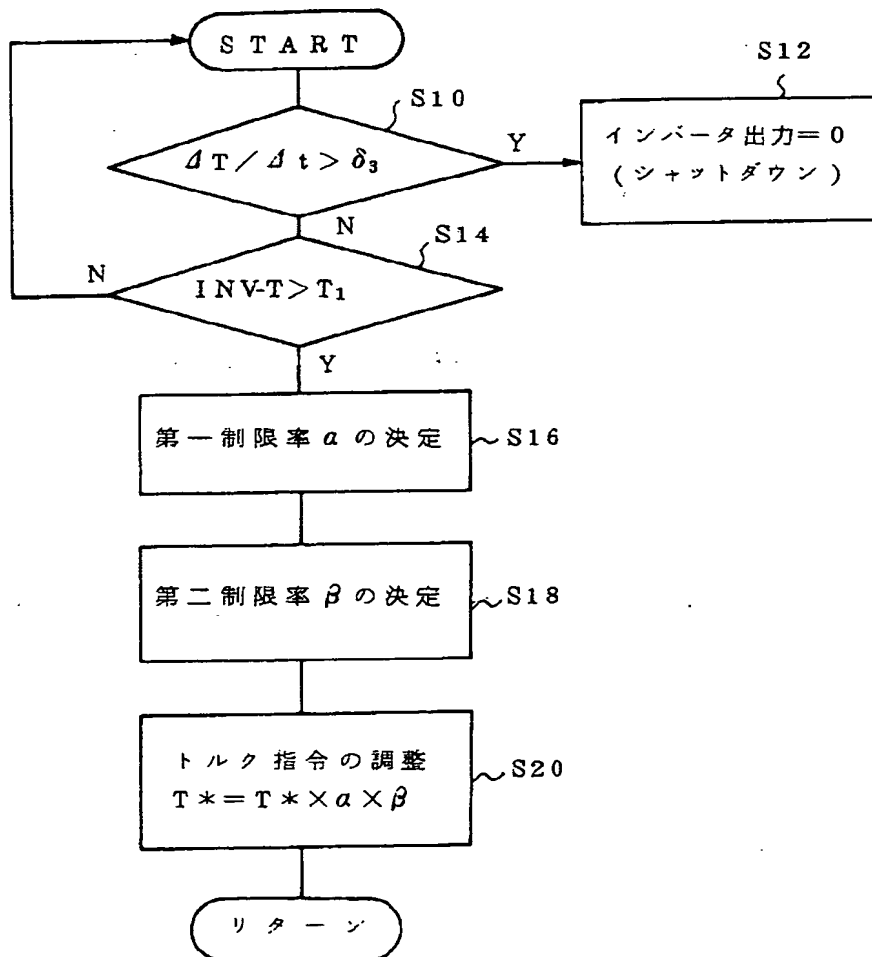 START
S10
ΔT/Δt>δ₃
Y
S12
インバータ出力=0
(シャットダウン)
N
S14
INV-T>T₁
N
Y
第一制限率αの決定
S16
第二制限率βの決定
S18
トルク指令の調整
T*=T*×α×β
S20
リターン